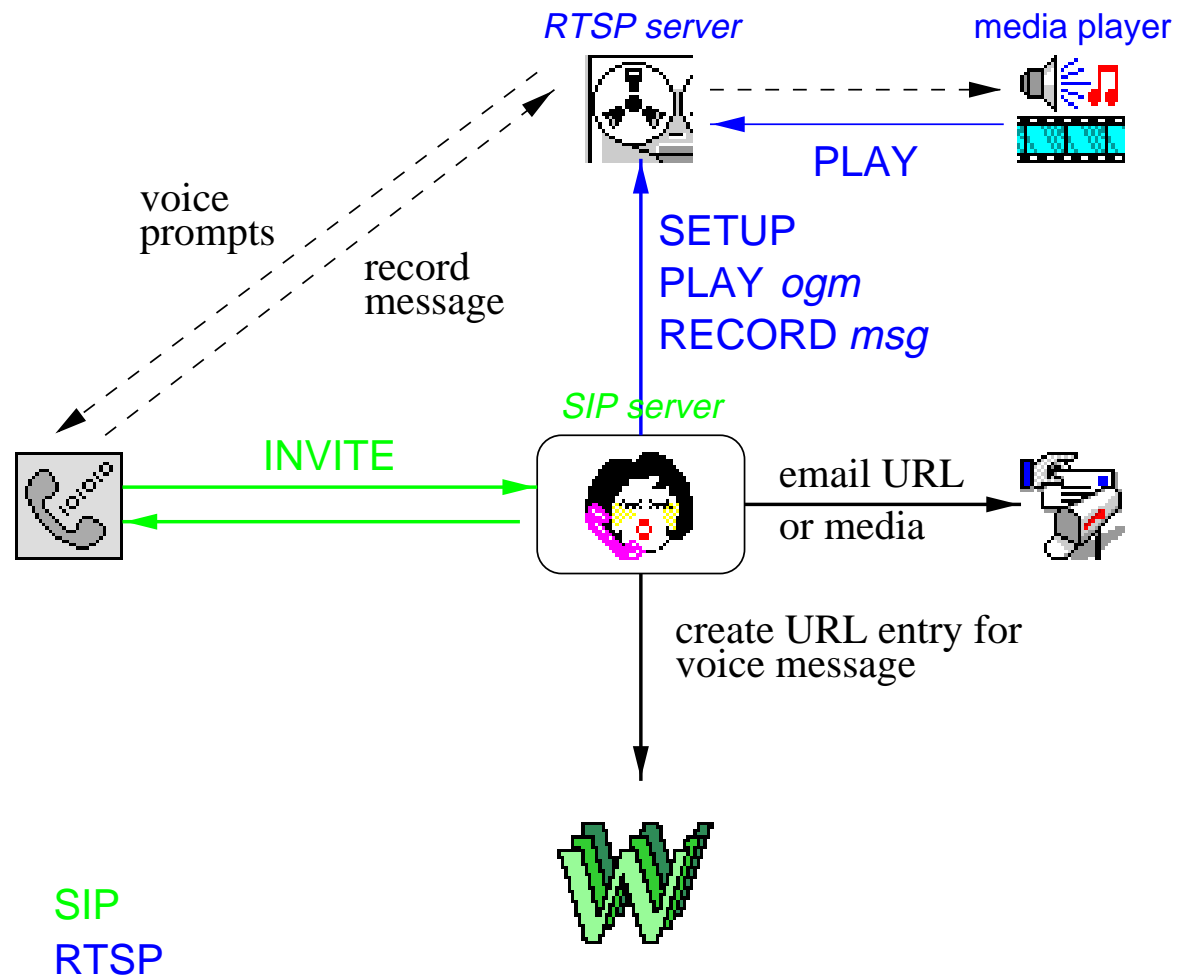 RTSP server
media player
PLAY
voice
prompts
record
message
SETUP
PLAY ogm
RECORD msg
SIP server
INVITE
email URL
or media
create URL entry for
voice message
SIP
RTSP